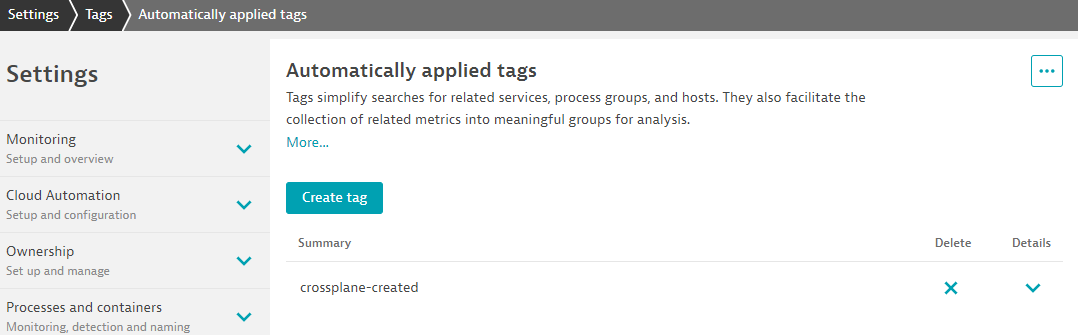 Settings
Tags
Automatically applied tags
Settings
Monitoring
Setup and overview
Cloud Automation
Setup and configuration
Ownership
Set up and manage
Processes and containers
Monitoring, detection and naming
Automatically applied tags
Tags simplify searches for related services, process groups, and hosts. They also facilitate the
collection of related metrics into meaningful groups for analysis.
More...
Create tag
Summary Delete Details
crossplane-created